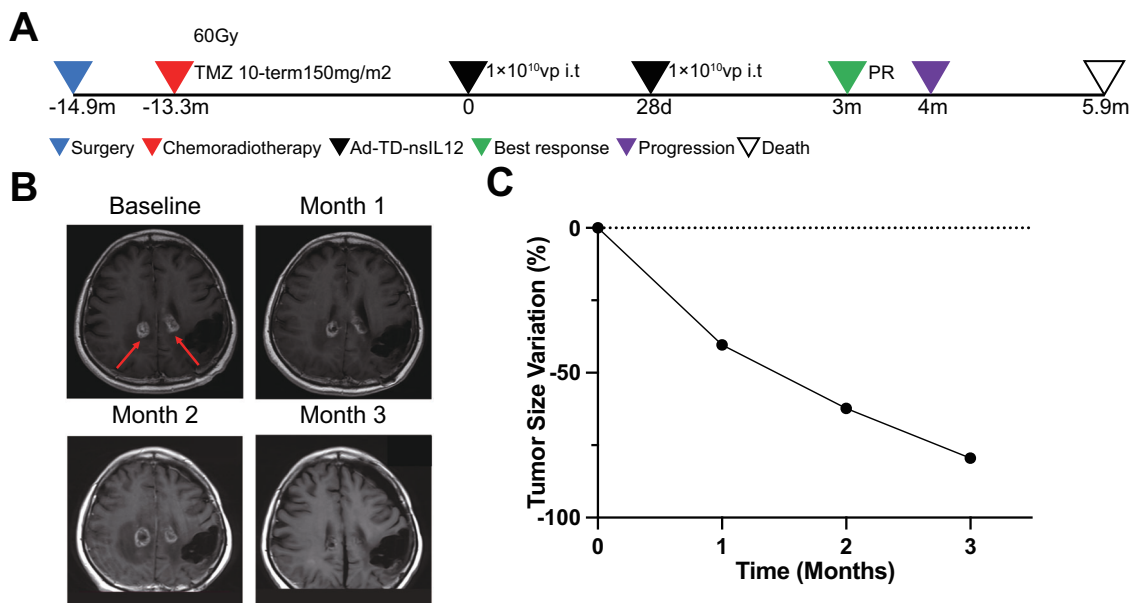 A
60Gy
TMZ 10-term150mg/m2
1×10¹⁰vp i.t
1×10¹⁰vp i.t
PR
-14.9m
-13.3m
0
28d
3m
4m
5.9m
Surgery
Chemoradiotherapy
Ad-TD-nsIL12
Best response
Progression
Death
B
Baseline
Month 1
Month 2
Month 3
C
Tumor Size Variation (%)
0
-50
-100
0
1
2
3
Time (Months)